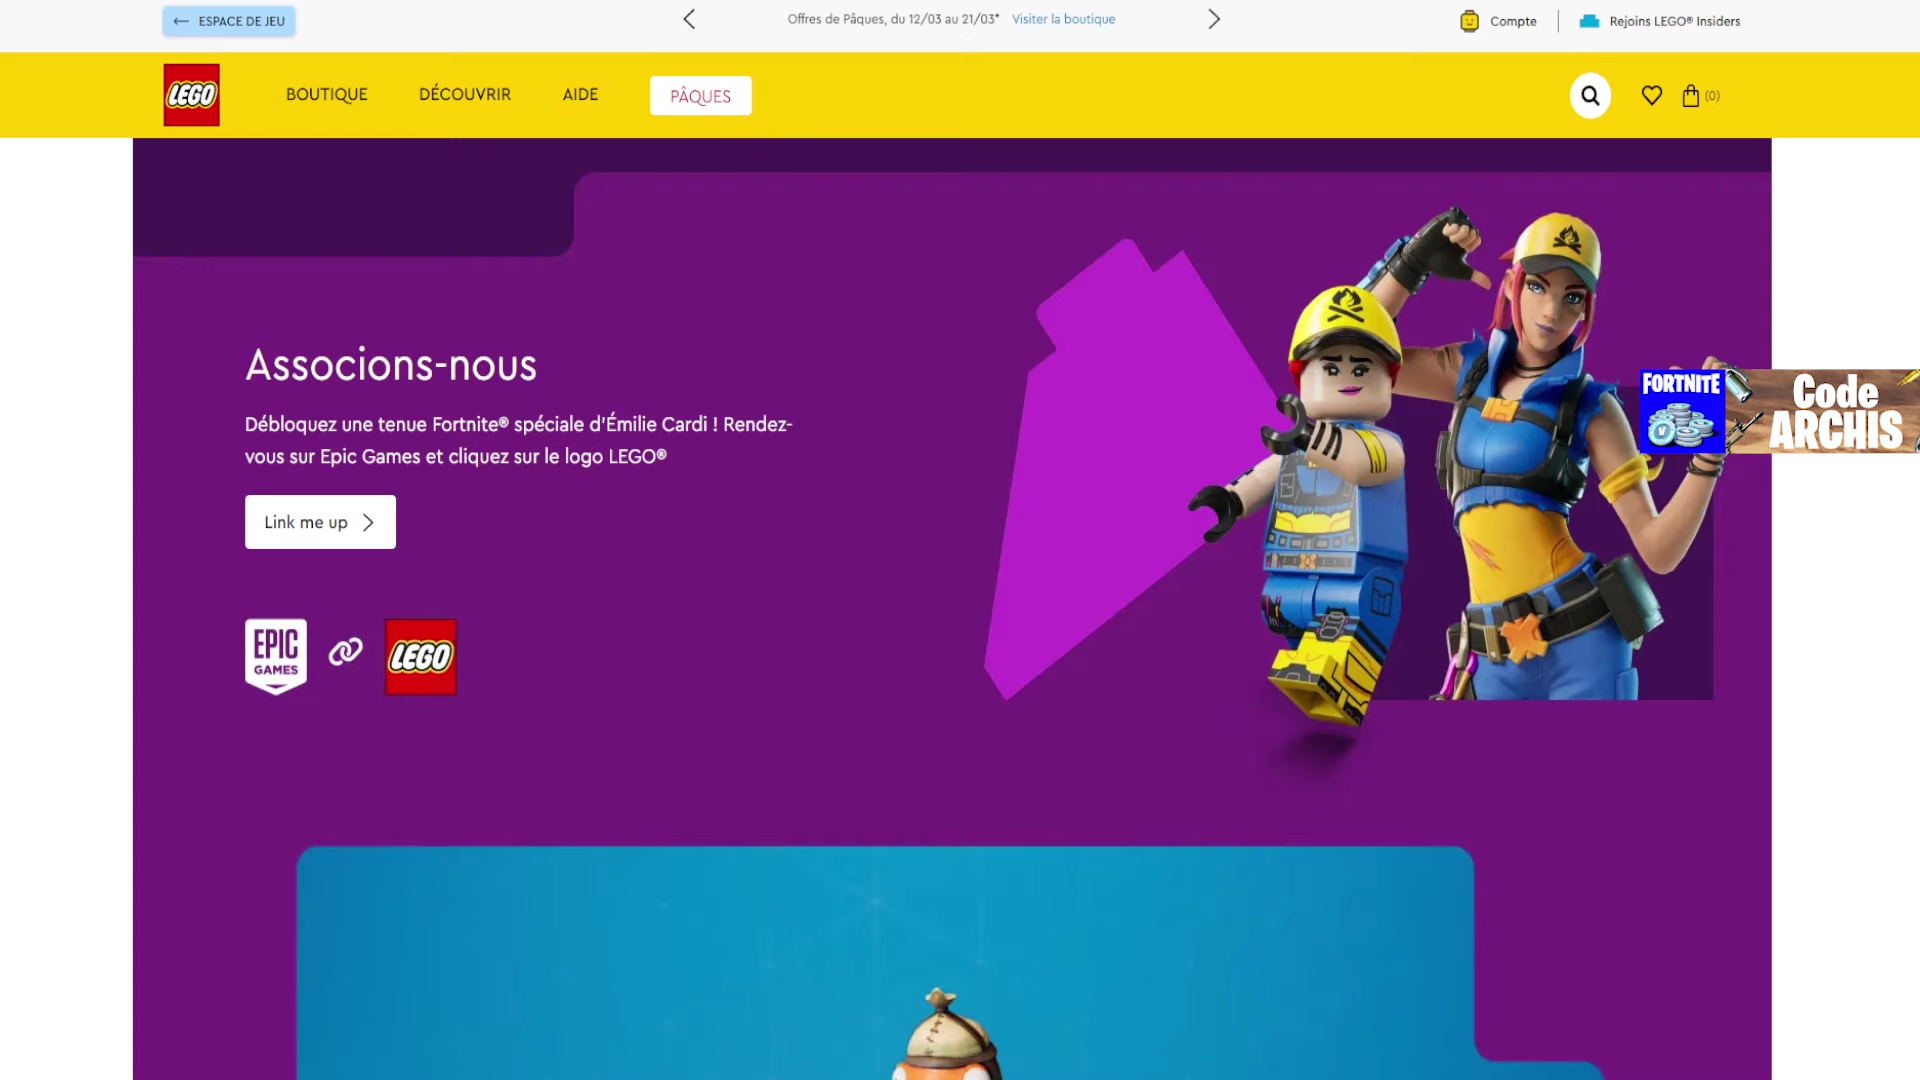 ESPACE DE JEU
Offres de Pâques, du 12/03 au 21/03* Visiter la boutique
Compte
Rejoins LEGO® Insiders
LEGO
BOUTIQUE
DÉCOUVRIR
AIDE
PÂQUES
(0)
Associons-nous
Débloquez une tenue Fortnite® spéciale d'Émilie Cardi ! Rendez-
vous sur Epic Games et cliquez sur le logo LEGO®
Link me up
EPIC
GAMES
LEGO
FORTNITE
V
Code
ARCHIS